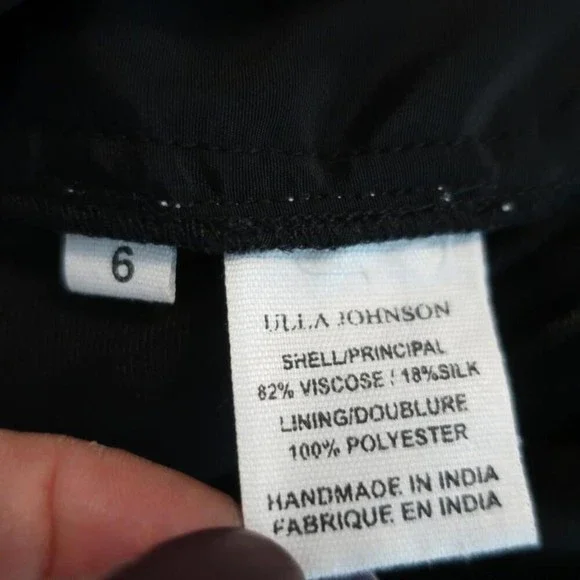 6
ULLA JOHNSON
SHELL/PRINCIPAL
82% VISCOSE / 18%SILK
LINING/DOUBLURE
100% POLYESTER
HANDMADE IN INDIA
FABRIQUE EN INDIA